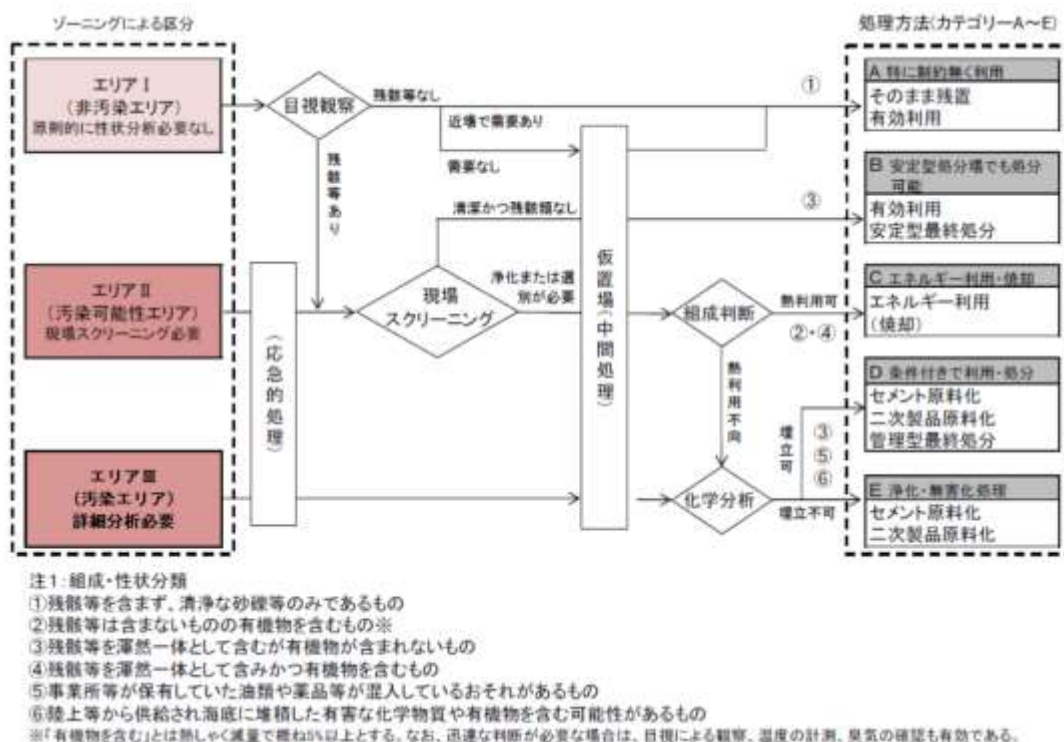 ゾーニングによる区分
処理方法(カテゴリーA～E)
エリアⅠ
(非汚染エリア)
原則的に性状分析必要なし
目視観察
残骸等なし
①
近場で需要あり
需要なし
残骸等あり
A 特に制約無く利用
そのまま残置
有効利用
清潔かつ残骸類なし
③
B 安定型処分場でも処分
可能
有効利用
安定型最終処分
エリアⅡ
(汚染可能性エリア)
現場スクリーニング必要
(応急的処理)
現場
スクリーニング
浄化または選
別が必要
仮置場(中間処理)
組成判断
熱利用可
②・④
C エネルギー利用・焼却
エネルギー利用
(焼却)
熱利用不向
D 条件付きで利用・処分
セメント原料化
二次製品原料化
管理型最終処分
埋立可
③
⑤
⑥
エリアⅢ
(汚染エリア)
詳細分析必要
化学分析
埋立不可
E 浄化・無害化処理
セメント原料化
二次製品原料化
注1:組成・性状分類
①残骸等を含まず、清浄な砂礫等のみであるもの
②残骸等は含まないものの有機物を含むもの※
③残骸等を渾然一体として含むが有機物が含まれないもの
④残骸等を渾然一体として含みかつ有機物を含むもの
⑤事業所等が保有していた油類や薬品等が混入しているおそれがあるもの
⑥陸上等から供給され海底に堆積した有害な化学物質や有機物を含む可能性があるもの
※「有機物を含む」とは熱しゃく減量で概ね5%以上とする。なお、迅速な判断が必要な場合は、目視による観察、温度の計測、臭気の確認も有効である。